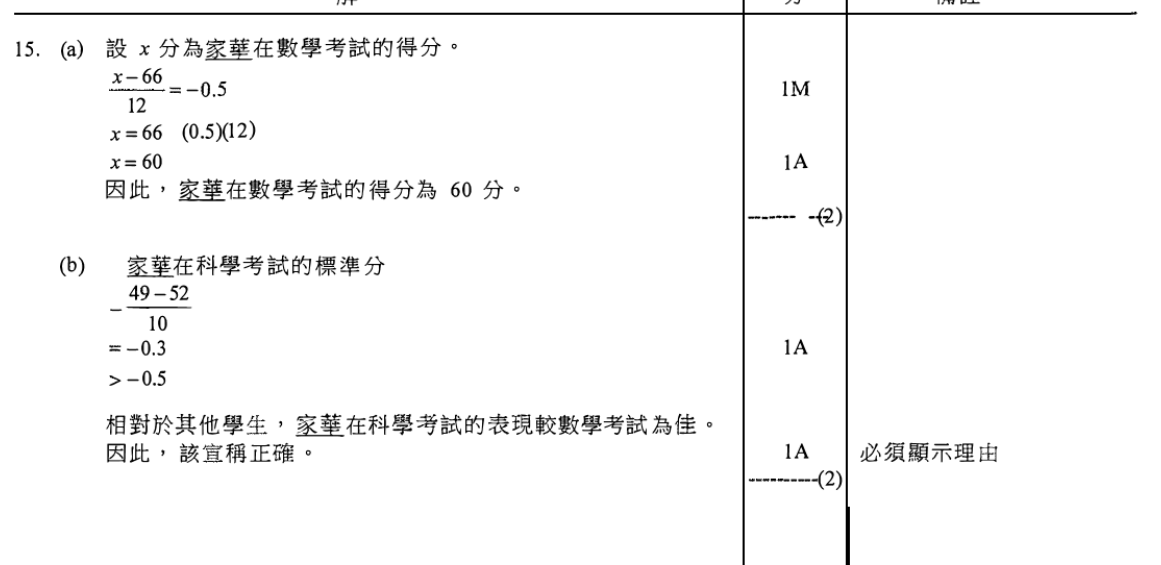 15. (a) 設 x 分為家華在數學考試的得分。
x – 66
12
= –0.5
1M
x = 66 (0.5)(12)
x = 60
1A
因此，家華在數學考試的得分為 60 分。
------- --(2)
(b) 家華在科學考試的標準分
49 – 52
–
10
= –0.3
1A
> –0.5
相對於其他學生，家華在科學考試的表現較數學考試為佳。
因此，該宣稱正確。
1A
必須顯示理由
----------(2)